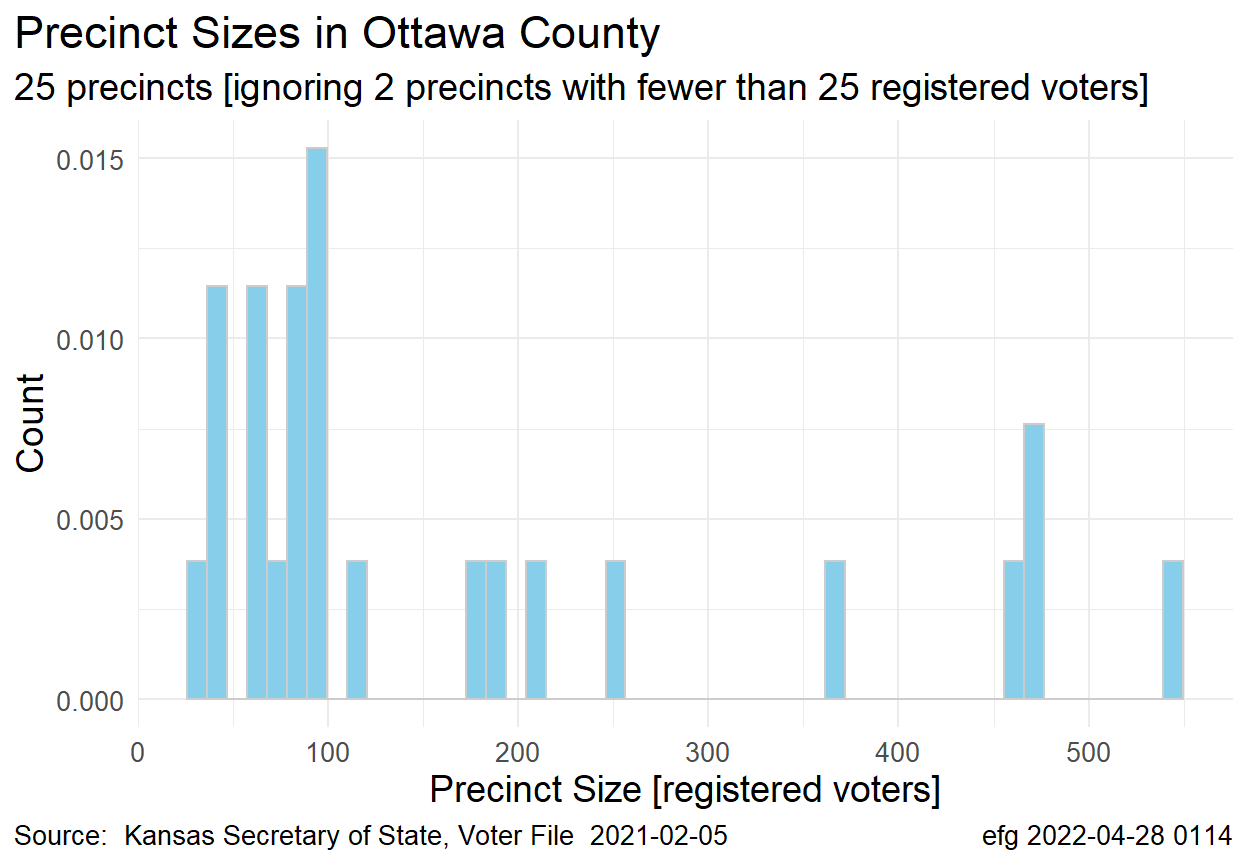 Precinct Sizes in Ottawa County
25 precincts [ignoring 2 precincts with fewer than 25 registered voters]
0.015
0.010
0.005
0.000
Count
0 100 200 300 400 500
Precinct Size [registered voters]
Source:  Kansas Secretary of State, Voter File  2021-02-05
efg 2022-04-28 0114